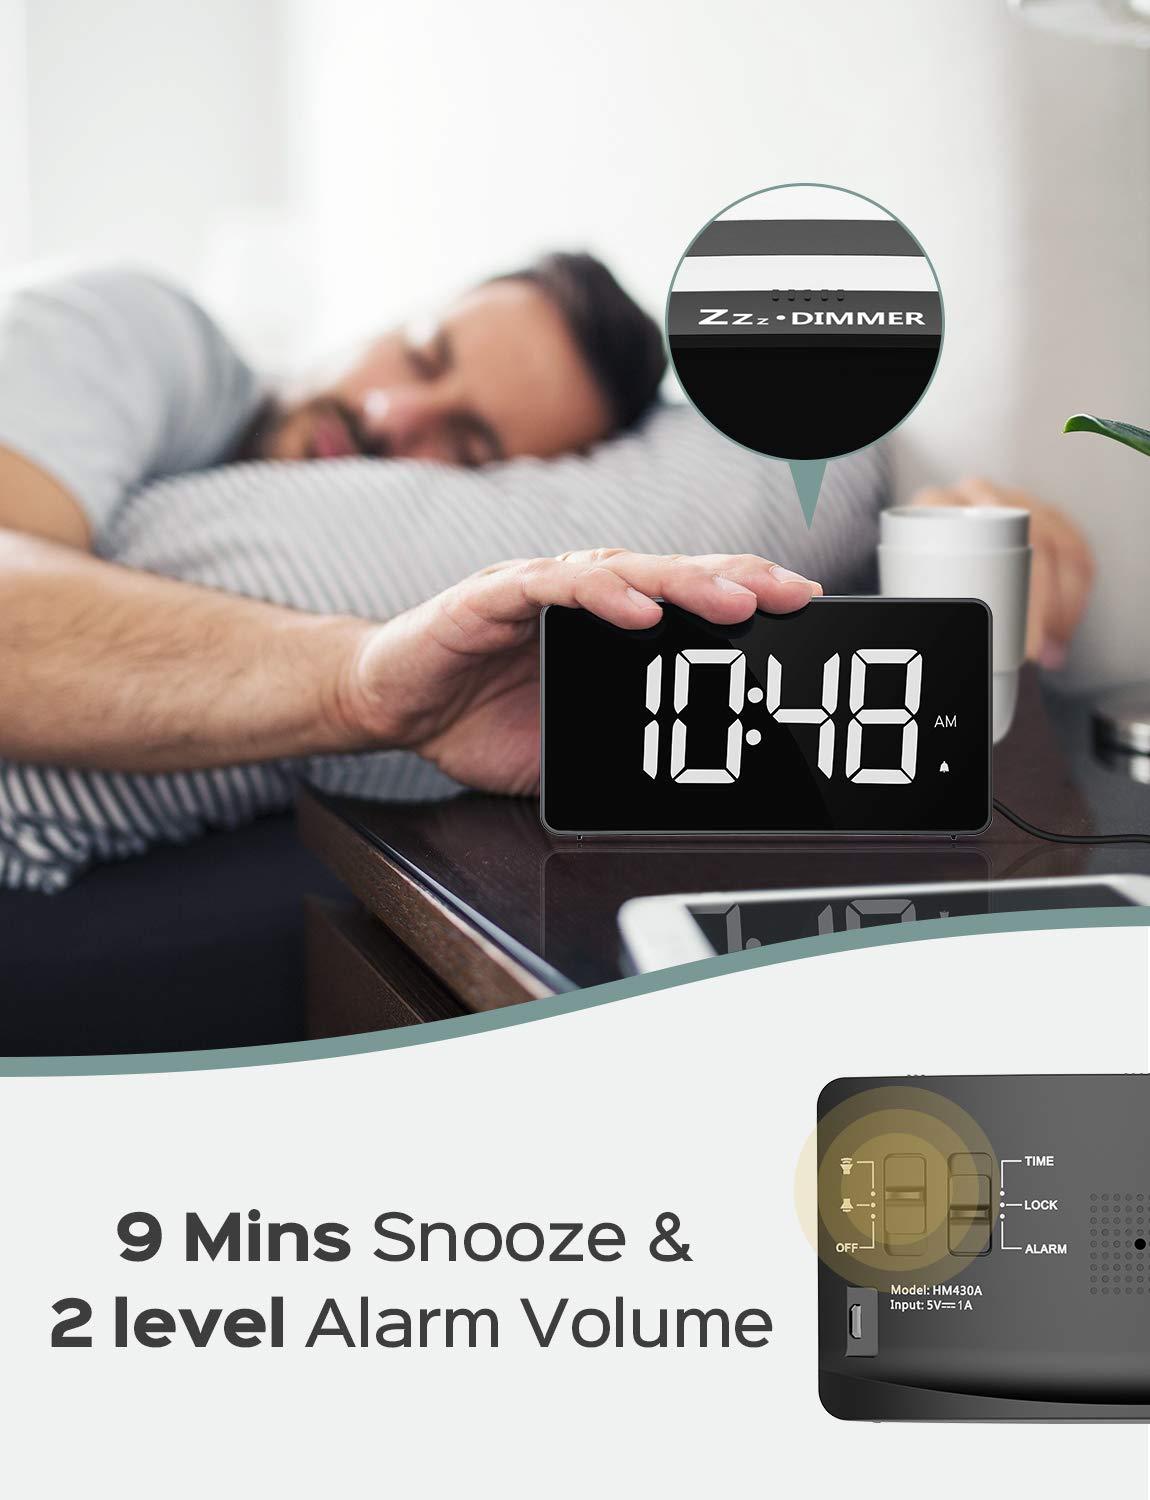 Zzz•DIMMER
10:48
AM
9 Mins Snooze &
2 level Alarm Volume
TIME
LOCK
OFF
ALARM
Model: HM430A
Input: 5V⎓1A